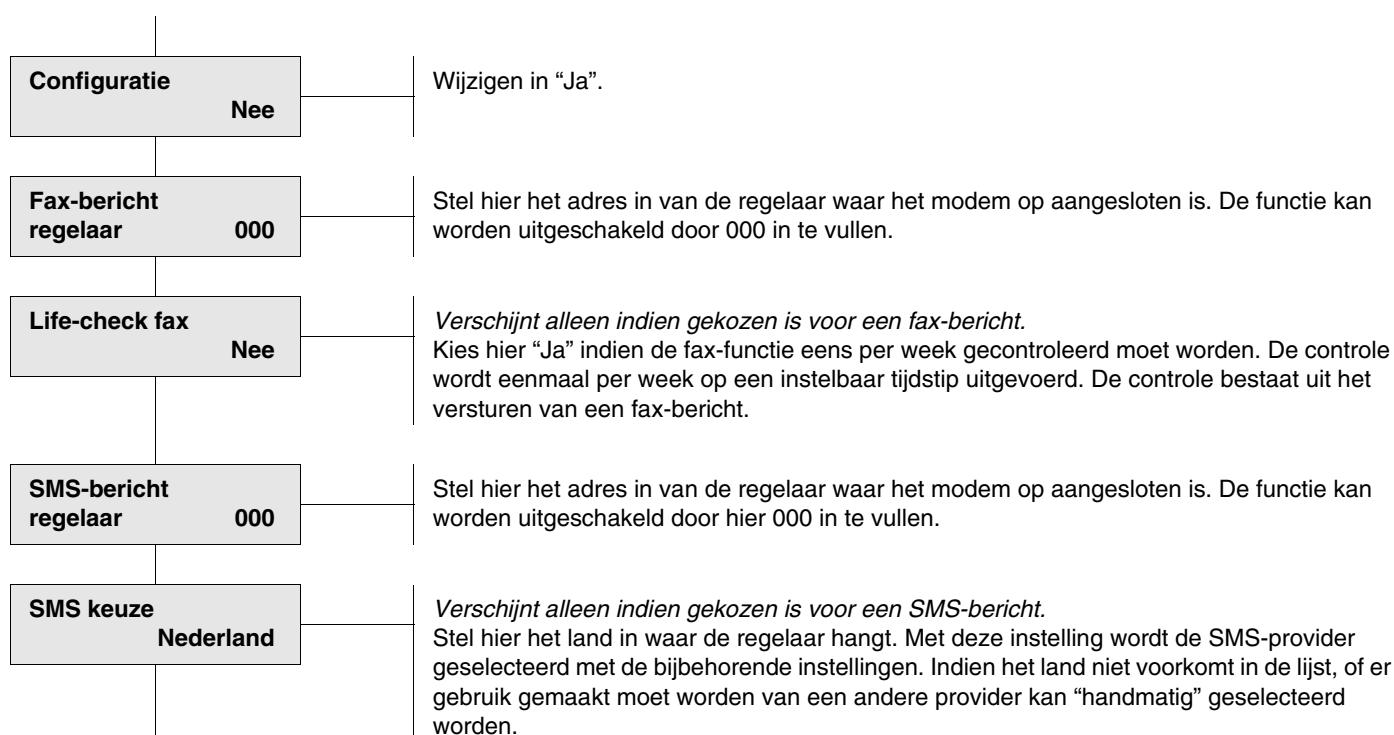 Configuratie
Nee
Wijzigen in “Ja”.
Fax-bericht
regelaar 000
Stel hier het adres in van de regelaar waar het modem op aangesloten is. De functie kan
worden uitgeschakeld door 000 in te vullen.
Life-check fax
Nee
Verschijnt alleen indien gekozen is voor een fax-bericht.
Kies hier “Ja” indien de fax-functie eens per week gecontroleerd moet worden. De controle
wordt eenmaal per week op een instelbaar tijdstip uitgevoerd. De controle bestaat uit het
versturen van een fax-bericht.
SMS-bericht
regelaar 000
Stel hier het adres in van de regelaar waar het modem op aangesloten is. De functie kan
worden uitgeschakeld door hier 000 in te vullen.
SMS keuze
Nederland
Verschijnt alleen indien gekozen is voor een SMS-bericht.
Stel hier het land in waar de regelaar hangt. Met deze instelling wordt de SMS-provider
geselecteerd met de bijbehorende instellingen. Indien het land niet voorkomt in de lijst, of er
gebruik gemaakt moet worden van een andere provider kan “handmatig” geselecteerd
worden.